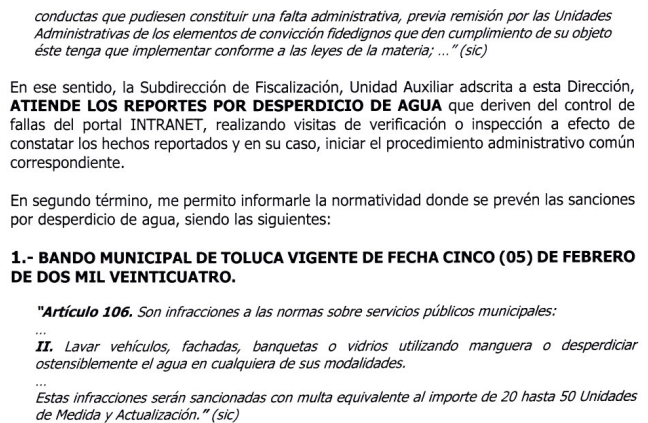 conductas que pudiesen constituir una falta administrativa, previa remisión por las Unidades
Administrativas de los elementos de convicción fidedignos que den cumplimiento de su objeto
éste tenga que implementar conforme a las leyes de la materia; ...” (sic)
En ese sentido, la Subdirección de Fiscalización, Unidad Auxiliar adscrita a esta Dirección,
ATIENDE LOS REPORTES POR DESPERDICIO DE AGUA que deriven del control de
fallas del portal INTRANET, realizando visitas de verificación o inspección a efecto de
constatar los hechos reportados y en su caso, iniciar el procedimiento administrativo común
correspondiente.
En segundo término, me permito informarle la normatividad donde se prevén las sanciones
por desperdicio de agua, siendo las siguientes:
1.- BANDO MUNICIPAL DE TOLUCA VIGENTE DE FECHA CINCO (05) DE FEBRERO
DE DOS MIL VEINTICUATRO.
“Artículo 106. Son infracciones a las normas sobre servicios públicos municipales:
...
II. Lavar vehículos, fachadas, banquetas o vidrios utilizando manguera o desperdiciar
ostensiblemente el agua en cualquiera de sus modalidades.
...
Estas infracciones serán sancionadas con multa equivalente al importe de 20 hasta 50 Unidades
de Medida y Actualización.” (sic)